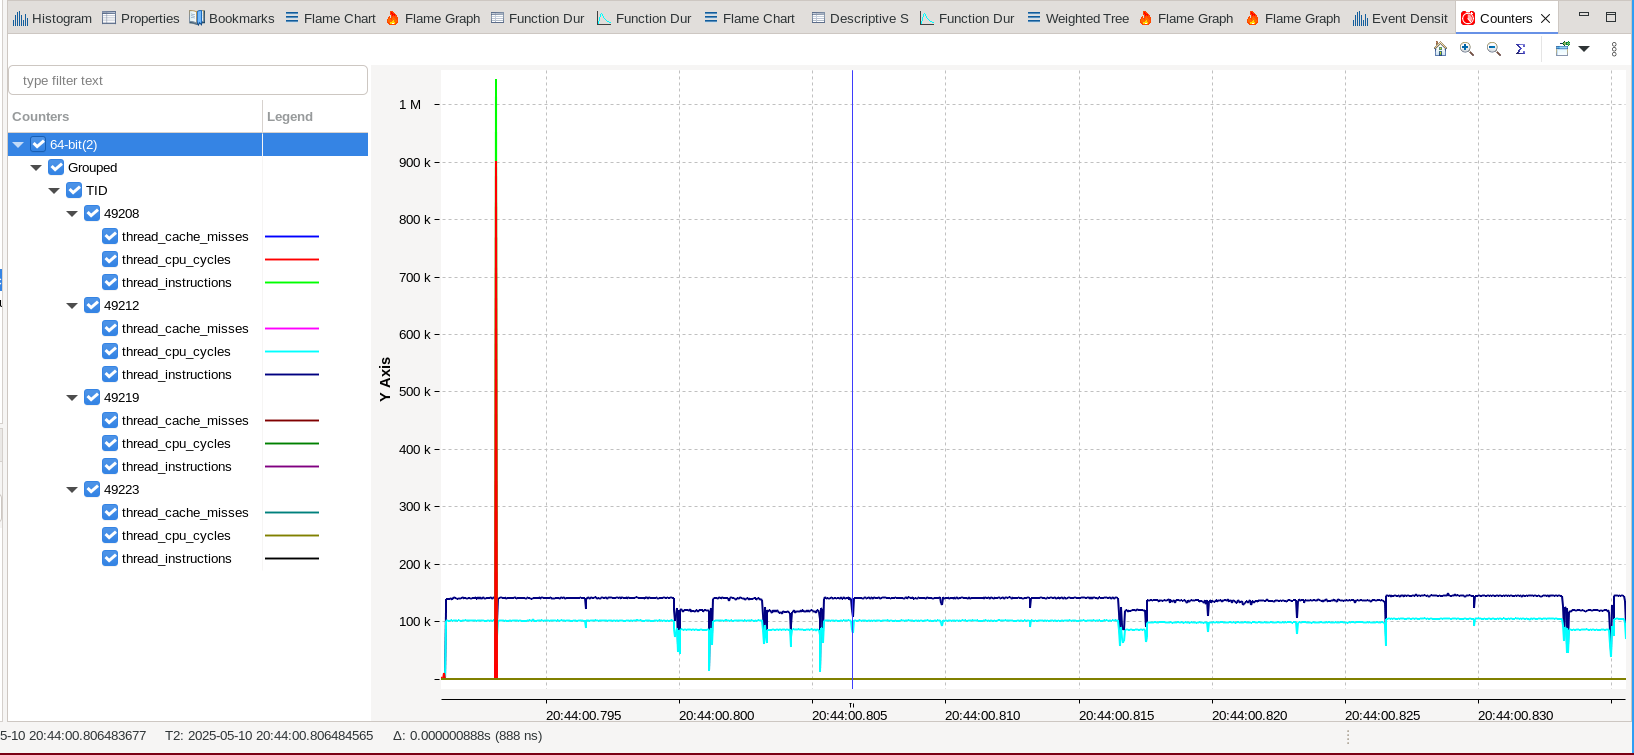 Histogram Properties Bookmarks Flame Chart Flame Graph Function Dur Function Dur Flame Chart Descriptive S Function Dur Weighted Tree Flame Graph Flame Graph Event Densit Counters
type filter text
Counters Legend
64-bit(2)
Grouped
TID
49208
thread_cache_misses
thread_cpu_cycles
thread_instructions
49212
thread_cache_misses
thread_cpu_cycles
thread_instructions
49219
thread_cache_misses
thread_cpu_cycles
thread_instructions
49223
thread_cache_misses
thread_cpu_cycles
thread_instructions
Y Axis
1 M
900 k
800 k
700 k
600 k
500 k
400 k
300 k
200 k
100 k
20:44:00.795 20:44:00.800 20:44:00.805 20:44:00.810 20:44:00.815 20:44:00.820 20:44:00.825 20:44:00.830
5-10 20:44:00.806483677 T2: 2025-05-10 20:44:00.806484565 Δ: 0.000000888s (888 ns)